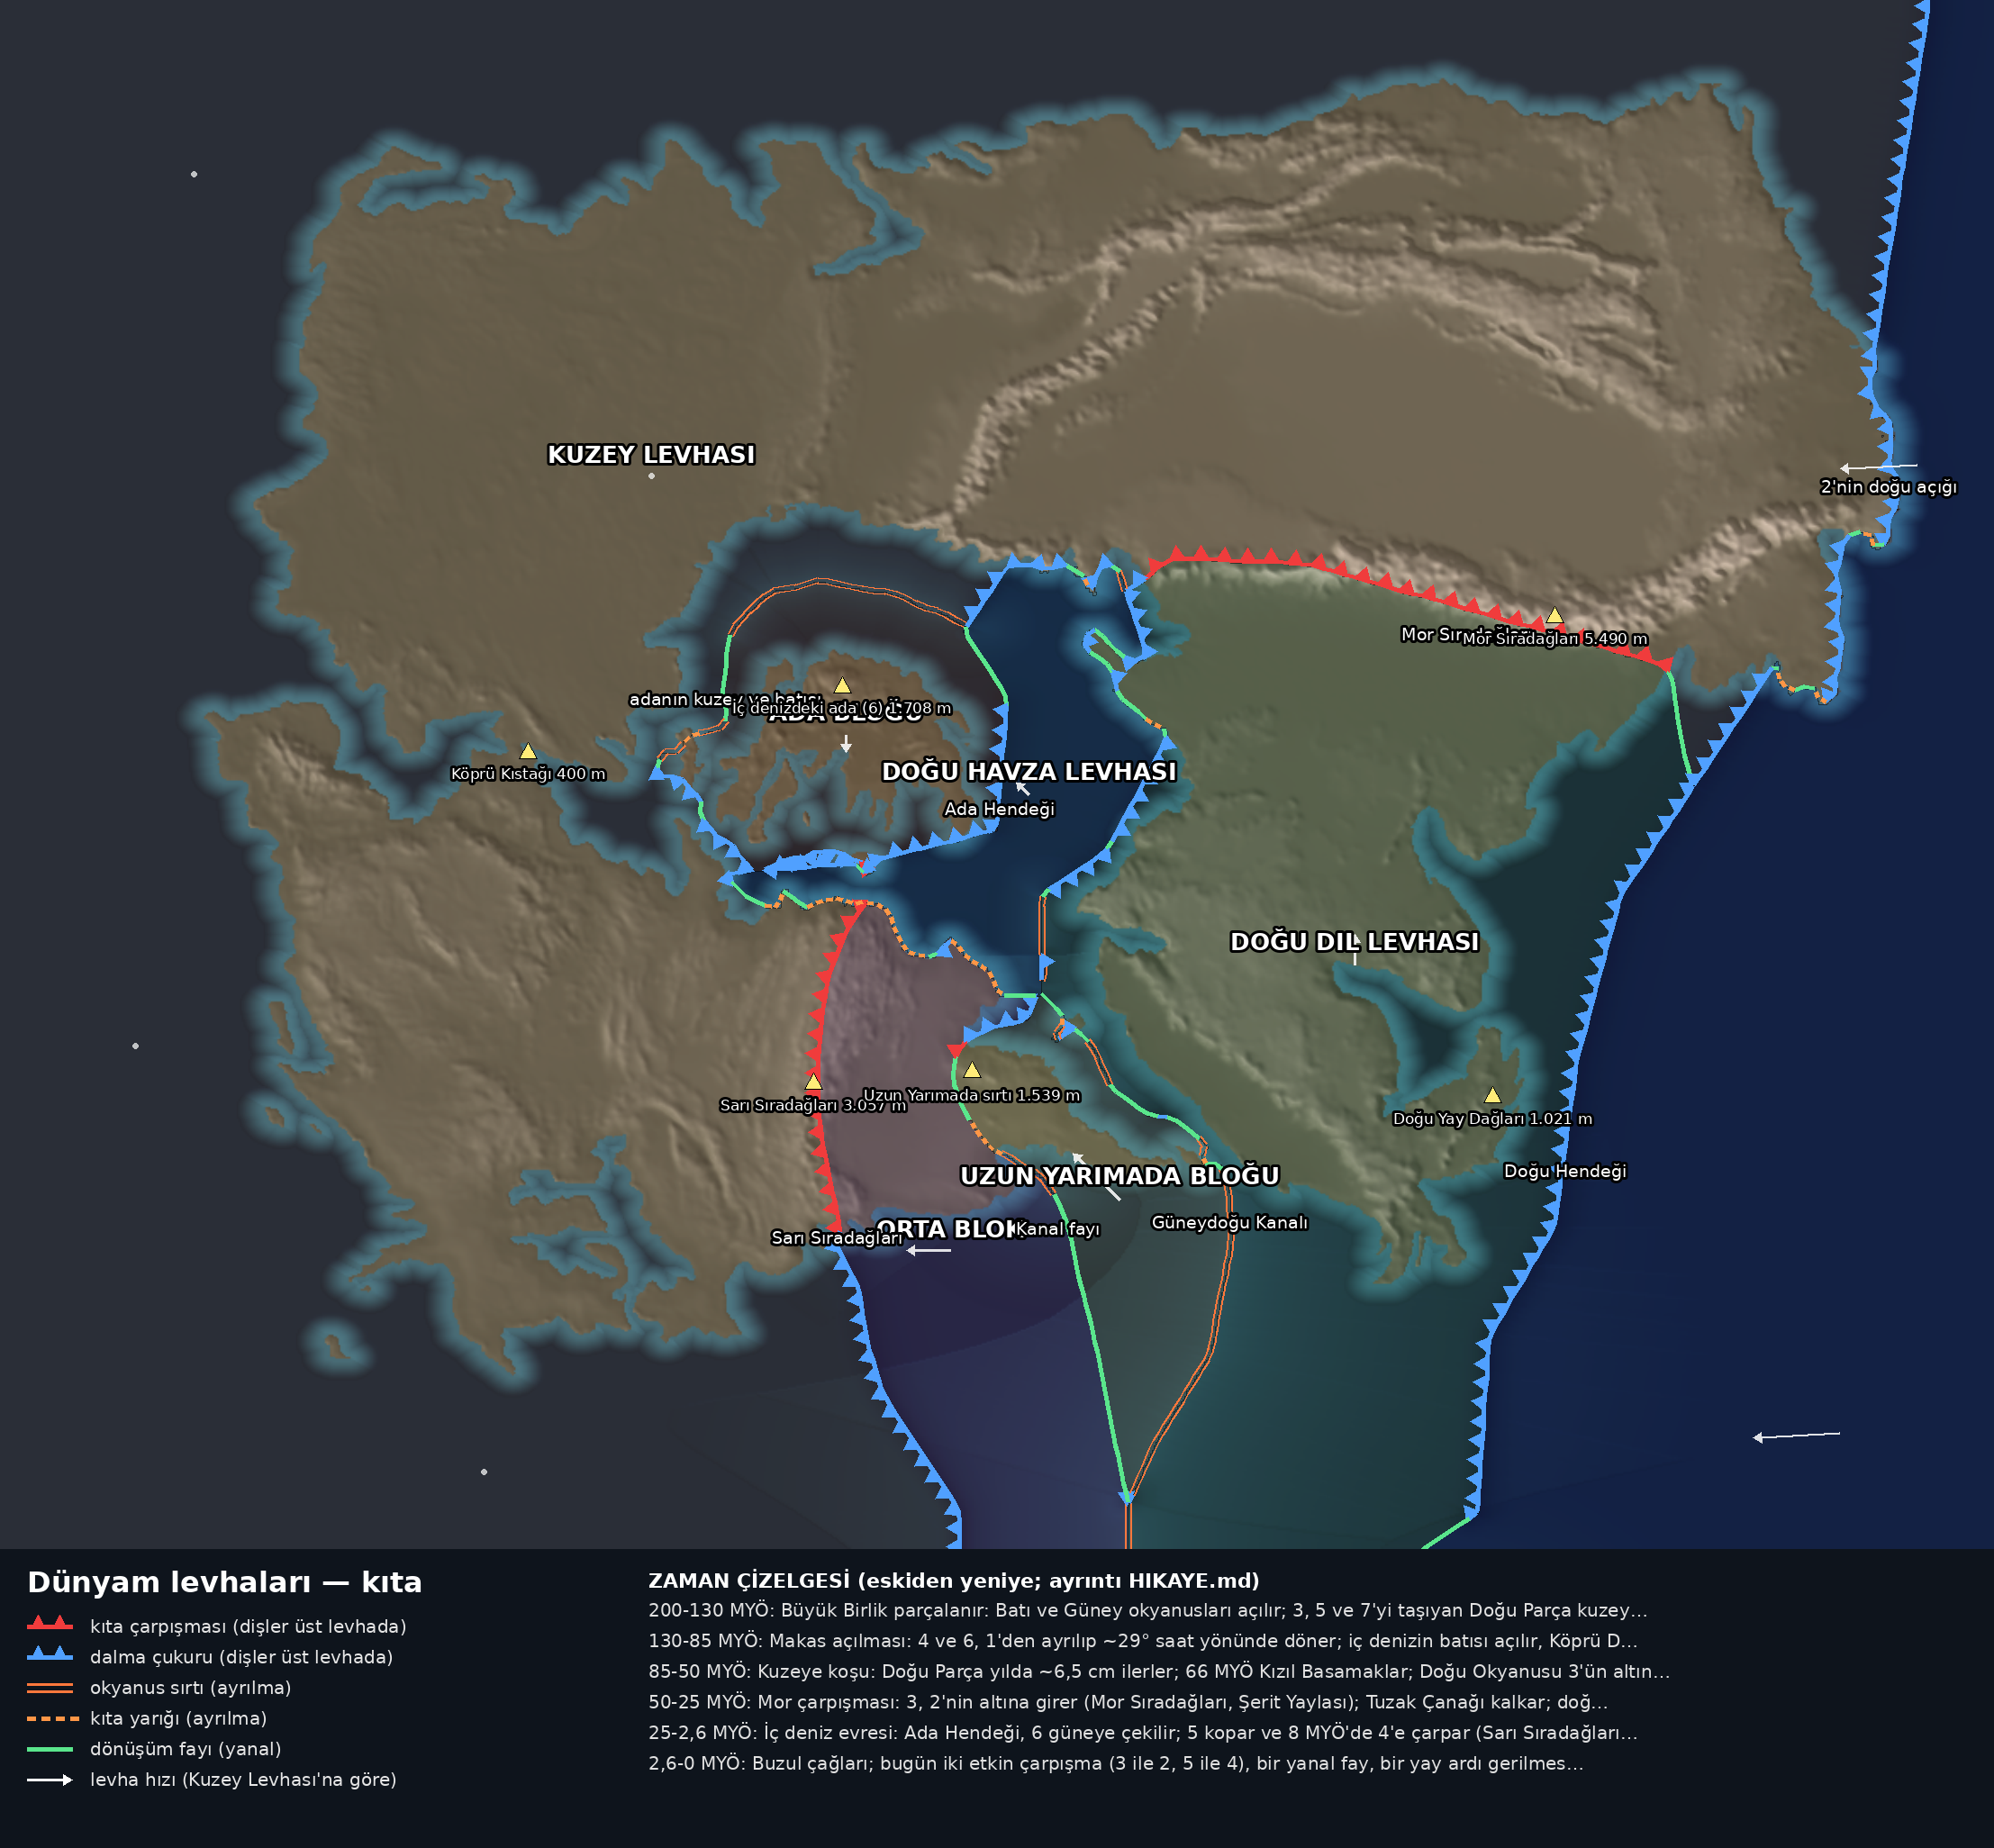 KUZEY LEVHASI
2'nin doğu açığı
Mor Sıradağları
Mor Sıradağları 5.490 m
adanın kuzey ve batısı
İç denizdeki ada (6) 1.708 m
ADA BLOĞU
Köprü Kıstağı 400 m
DOĞU HAVZA LEVHASI
Ada Hendeği
DOĞU DIL LEVHASI
Sarı Sıradağları 3.057 m
Uzun Yarımada sırtı 1.539 m
Doğu Yay Dağları 1.021 m
Doğu Hendeği
UZUN YARIMADA BLOĞU
Güneydoğu Kanalı
ORTA BLOK
Kanal fayı
Sarı Sıradağları
Dünyam levhaları — kıta
kıta çarpışması (dişler üst levhada)
dalma çukuru (dişler üst levhada)
okyanus sırtı (ayrılma)
kıta yarığı (ayrılma)
dönüşüm fayı (yanal)
levha hızı (Kuzey Levhası'na göre)
ZAMAN ÇİZELGESİ (eskiden yeniye; ayrıntı HIKAYE.md)
200-130 MYÖ: Büyük Birlik parçalanır: Batı ve Güney okyanusları açılır; 3, 5 ve 7'yi taşıyan Doğu Parça kuzey…
130-85 MYÖ: Makas açılması: 4 ve 6, 1'den ayrılıp ~29° saat yönünde döner; iç denizin batısı açılır, Köprü D…
85-50 MYÖ: Kuzeye koşu: Doğu Parça yılda ~6,5 cm ilerler; 66 MYÖ Kızıl Basamaklar; Doğu Okyanusu 3'ün altın…
50-25 MYÖ: Mor çarpışması: 3, 2'nin altına girer (Mor Sıradağları, Şerit Yaylası); Tuzak Çanağı kalkar; doğ…
25-2,6 MYÖ: İç deniz evresi: Ada Hendeği, 6 güneye çekilir; 5 kopar ve 8 MYÖ'de 4'e çarpar (Sarı Sıradağları…
2,6-0 MYÖ: Buzul çağları; bugün iki etkin çarpışma (3 ile 2, 5 ile 4), bir yanal fay, bir yay ardı gerilmes…